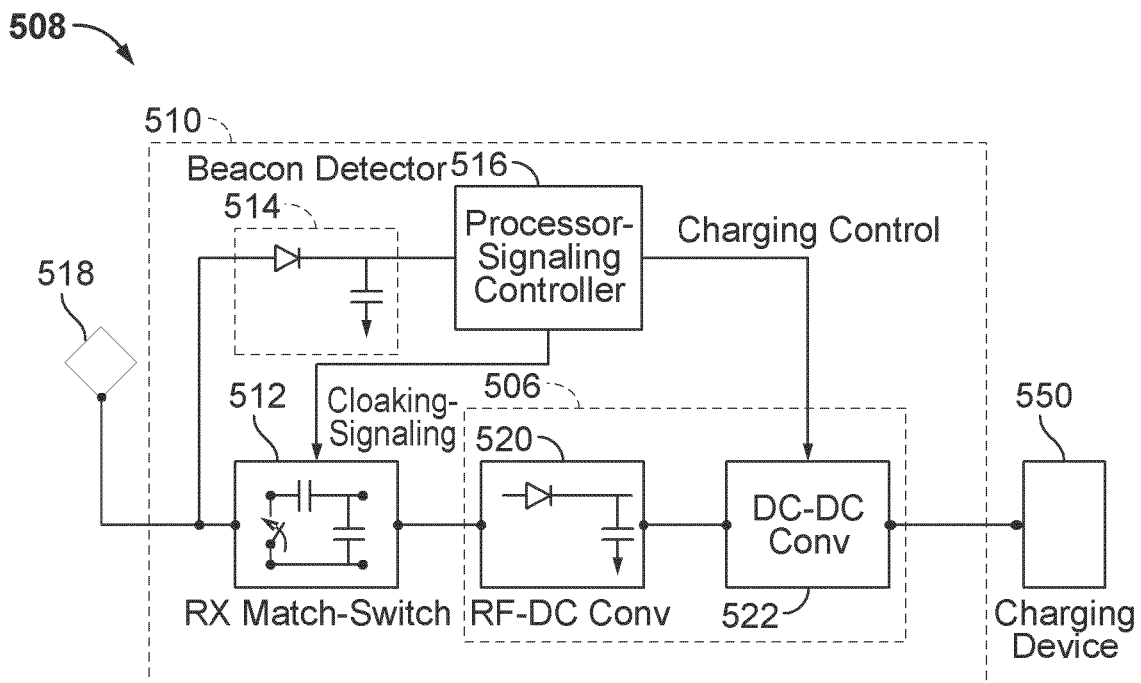 508
510
Beacon Detector
516
514
Processor-
Signaling
Controller
Charging Control
518
512
Cloaking-
Signaling
506
520
550
DC-DC
Conv
RX Match-Switch
RF-DC Conv
522
Charging
Device